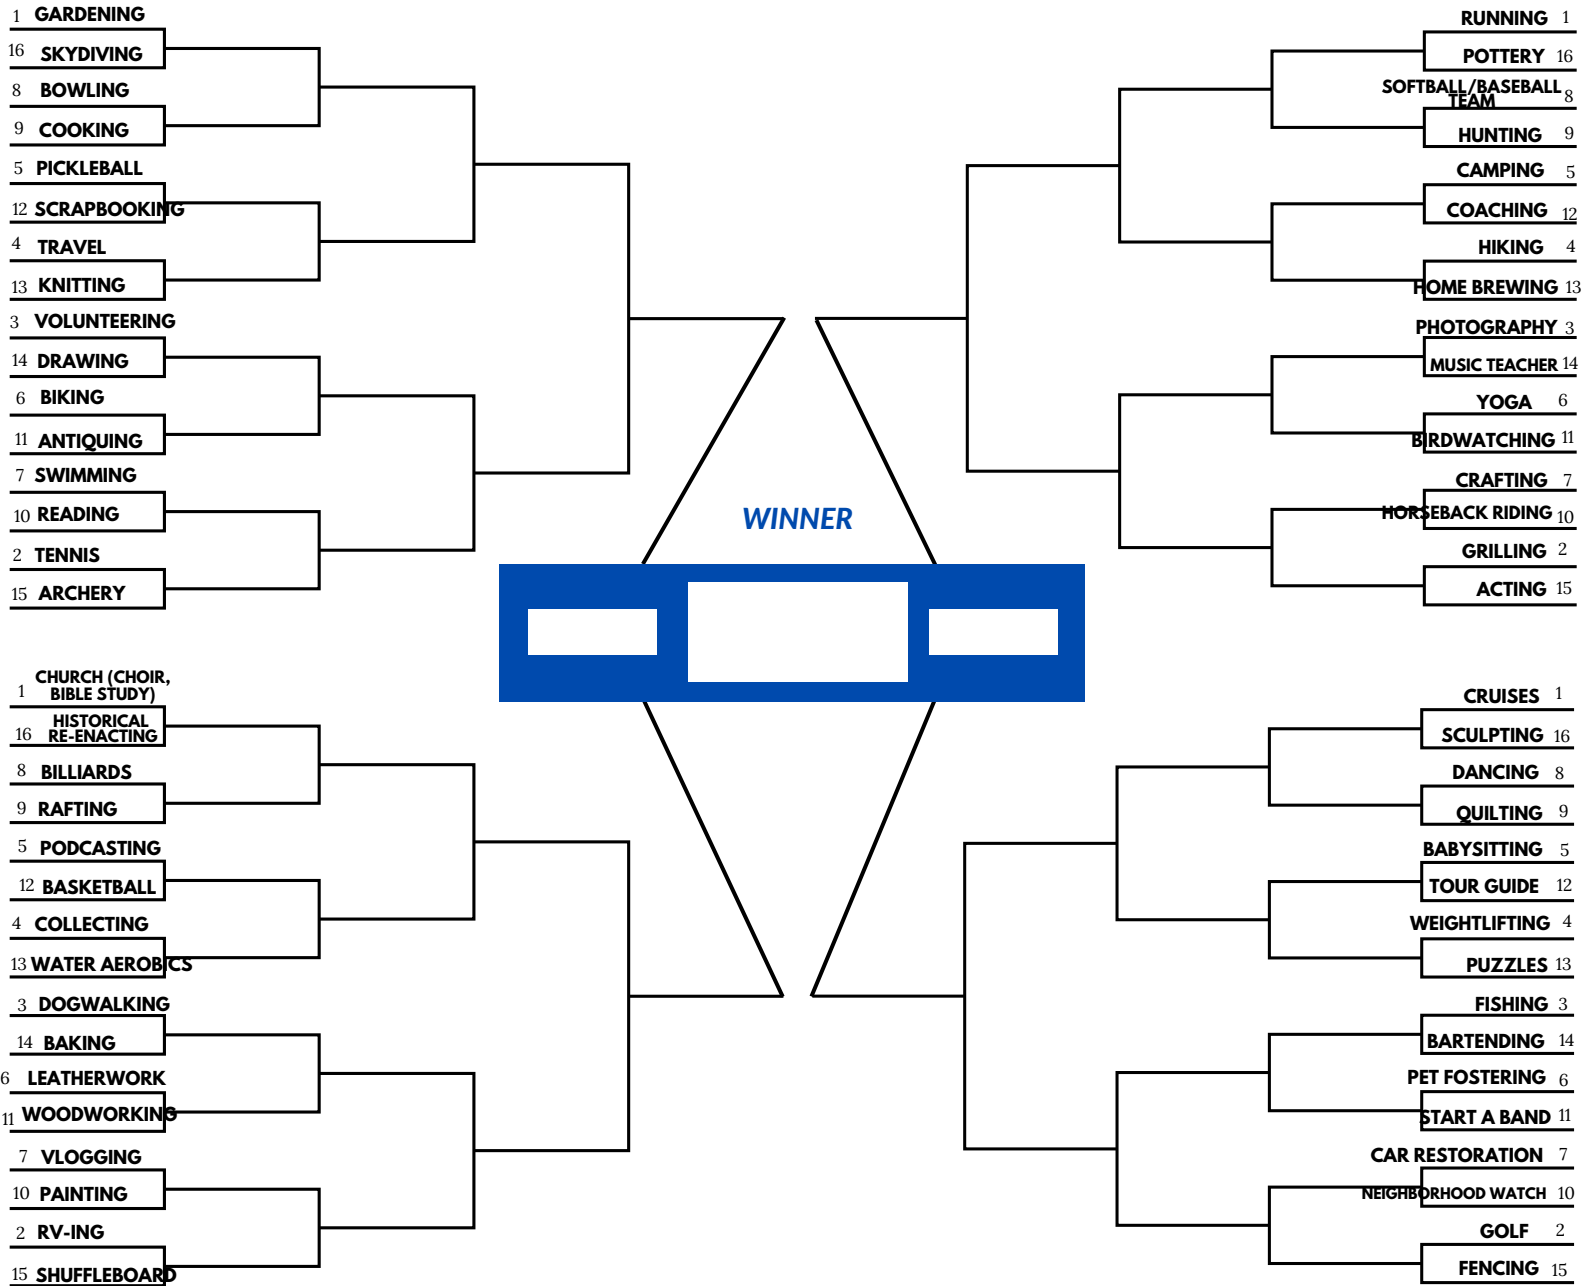 1 GARDENING
16 SKYDIVING
8 BOWLING
9 COOKING
5 PICKLEBALL
12 SCRAPBOOKING
4 TRAVEL
13 KNITTING
3 VOLUNTEERING
14 DRAWING
6 BIKING
11 ANTIQUING
7 SWIMMING
10 READING
2 TENNIS
15 ARCHERY
CHURCH (CHOIR,
1 BIBLE STUDY)
HISTORICAL
16 RE-ENACTING
8 BILLIARDS
9 RAFTING
5 PODCASTING
12 BASKETBALL
4 COLLECTING
13 WATER AEROBICS
3 DOGWALKING
14 BAKING
6 LEATHERWORK
11 WOODWORKING
7 VLOGGING
10 PAINTING
2 RV-ING
15 SHUFFLEBOARD
WINNER
RUNNING 1
POTTERY 16
SOFTBALL/BASEBALL
TEAM 8
HUNTING 9
CAMPING 5
COACHING 12
HIKING 4
HOME BREWING 13
PHOTOGRAPHY 3
MUSIC TEACHER 14
YOGA 6
BIRDWATCHING 11
CRAFTING 7
HORSEBACK RIDING 10
GRILLING 2
ACTING 15
CRUISES 1
SCULPTING 16
DANCING 8
QUILTING 9
BABYSITTING 5
TOUR GUIDE 12
WEIGHTLIFTING 4
PUZZLES 13
FISHING 3
BARTENDING 14
PET FOSTERING 6
START A BAND 11
CAR RESTORATION 7
NEIGHBORHOOD WATCH 10
GOLF 2
FENCING 15